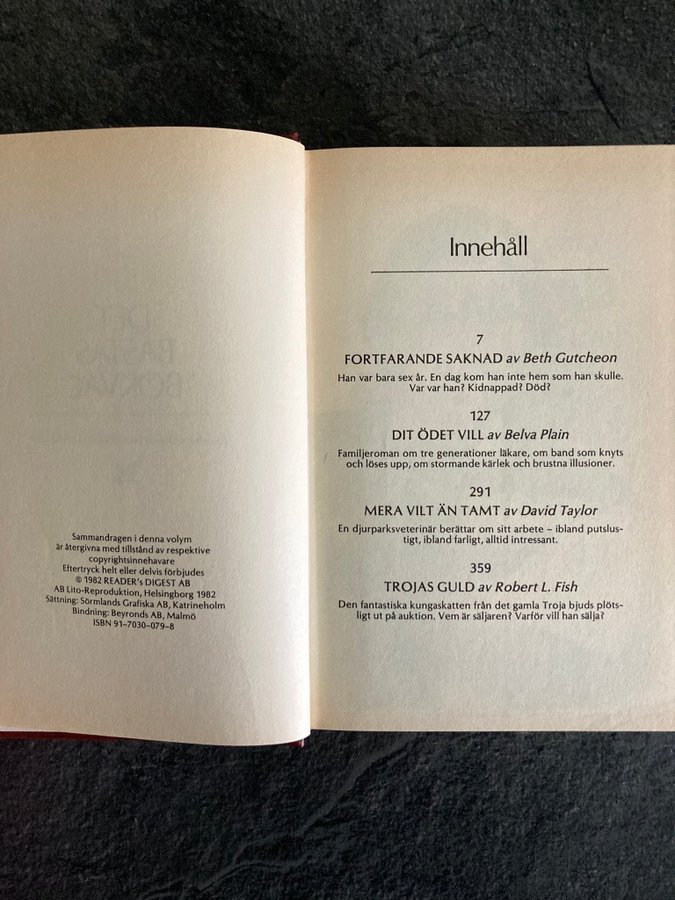 Sammandragen i denna volym
är återgivna med tillstånd av respektive
copyrightsinnehavare
Eftertryck helt eller delvis förbjudes
© 1982 READER's DIGEST AB
AB Lito-Reproduktion, Helsingborg 1982
Sättning: Sörmlands Grafiska AB, Katrineholm
Bindning: Beyronds AB, Malmö
ISBN 91-7030-079-8
Innehåll
7
FORTFARANDE SAKNAD av Beth Gutcheon
Han var bara sex år. En dag kom han inte hem som han skulle.
Var var han? Kidnappad? Död?
127
DIT ÖDET VILL av Belva Plain
Familjeroman om tre generationer läkare, om band som knyts
och löses upp, om stormande kärlek och brustna illusioner.
291
MERA VILT ÄN TAMT av David Taylor
En djurparksveterinär berättar om sitt arbete – ibland putslus-
tigt, ibland farligt, alltid intressant.
359
TROJAS GULD av Robert L. Fish
Den fantastiska kungaskatten från det gamla Troja bjuds plöts-
ligt ut på auktion. Vem är säljaren? Varför vill han sälja?